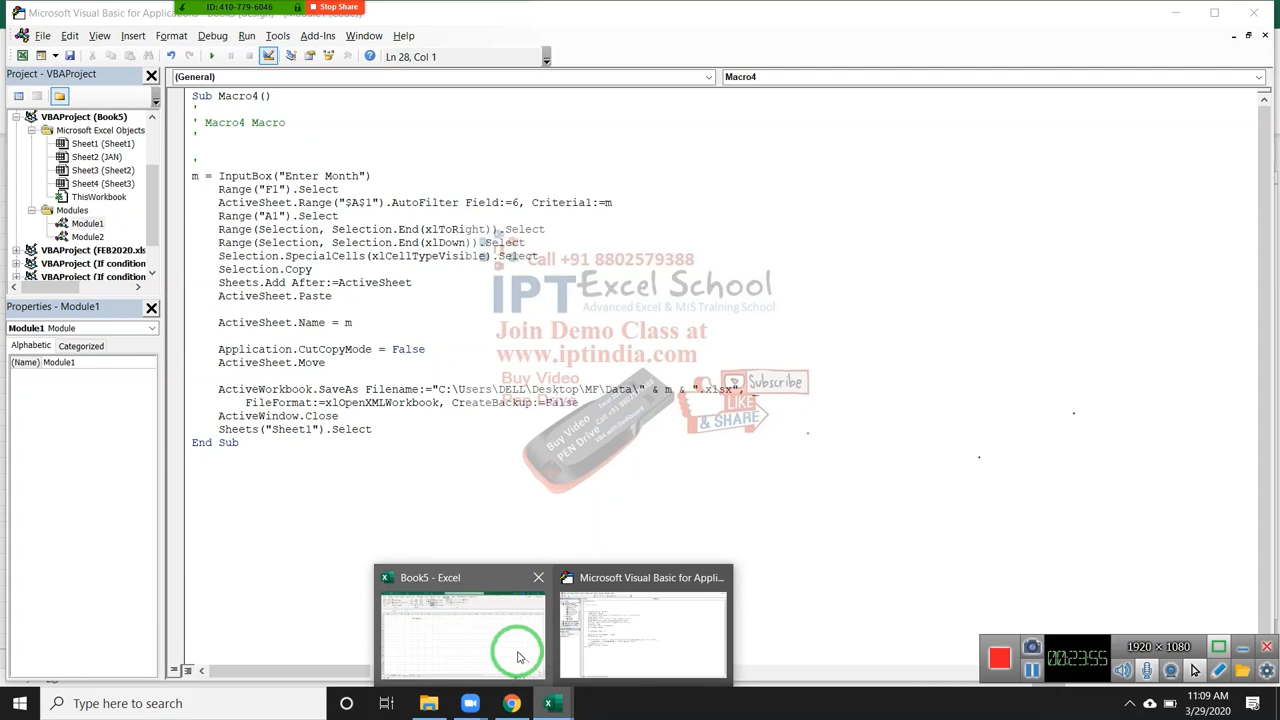 Microsoft Visual Basic for Applications - Book5 [design] - [Module1 (Code)]
ID: 410-779-6046
Stop Share
File Edit View Insert Format Debug Run Tools Add-Ins Window Help
Ln 28, Col 1
Project - VBAProject
(General)
Macro4
VBAProject (Book5)
Microsoft Excel Objects
Sheet1 (Sheet1)
Sheet2 (JAN)
Sheet3 (Sheet2)
Sheet4 (Sheet3)
ThisWorkbook
Modules
Module1
Module2
VBAProject (fEB2020.xls
VBAProject (If condition
VBAProject (If condition
Properties - Module1
Module1 Module
Alphabetic Categorized
(Name) Module1
Sub Macro4()
'
' Macro4 Macro
'
'
m = InputBox("Enter Month")
Range("F1").Select
ActiveSheet.Range("$A$1").AutoFilter Field:=6, Criteria1:=m
Range("A1").Select
Range(Selection, Selection.End(xlToRight)).Select
Range(Selection, Selection.End(xlDown)).Select
Selection.SpecialCells(xlCellTypeVisible).Select
Selection.Copy
Sheets.Add After:=ActiveSheet
ActiveSheet.Paste
ActiveSheet.Name = m
Application.CutCopyMode = False
ActiveSheet.Move
ActiveWorkbook.SaveAs Filename:="C:\Users\DELL\Desktop\MF\Data\" & m & ".xlsx", _
FileFormat:=xlOpenXMLWorkbook, CreateBackup:=False
ActiveWindow.Close
Sheets("Sheet1").Select
End Sub
Call +91 8802579388
IPT Excel School
Advanced Excel & MIS Training School
Join Demo Class at
www.iptindia.com
Buy Video
Pen Drive
Buy Video
PEN Drive
Subscribe
LIKE
& SHARE
Book5 - Excel
Microsoft Visual Basic for Appli...
00:23:55
1920 × 1080
Type here to search
11:09 AM
3/29/2020